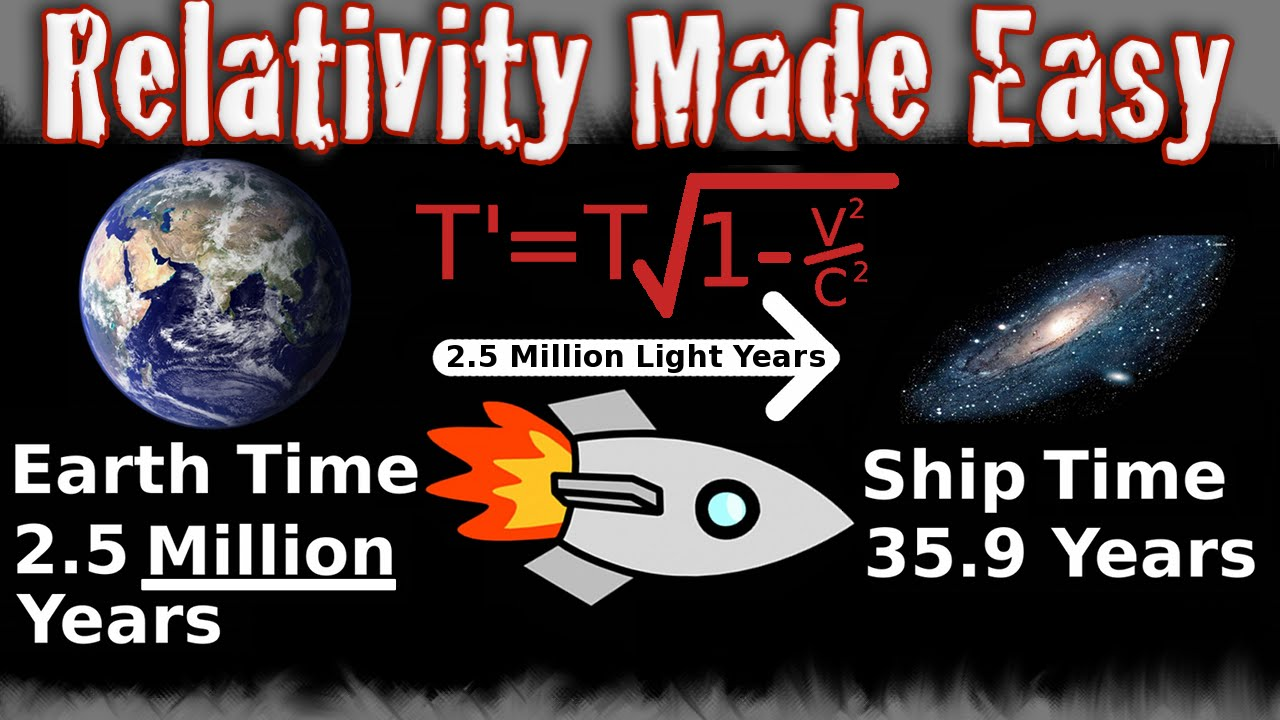 Relativity Made Easy
T'=T√1-V²/C²
2.5 Million Light Years
Earth Time
2.5 Million
Years
Ship Time
35.9 Years